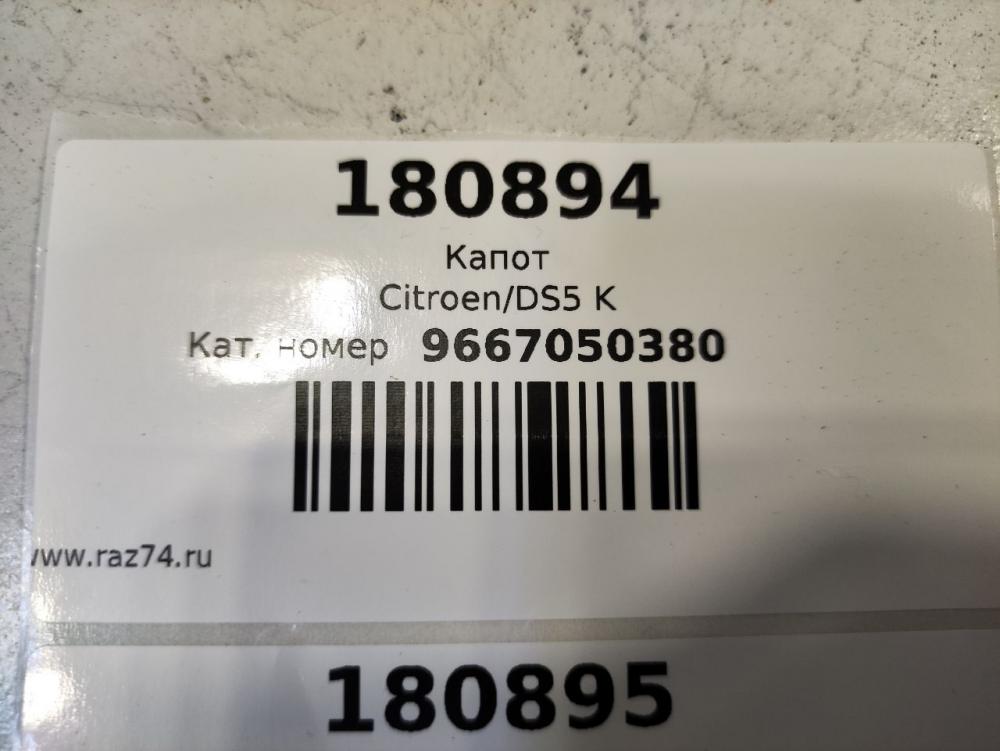 180894
Капот
Citroen/DS5 K
Кат. номер 9667050380
www.raz74.ru
180895